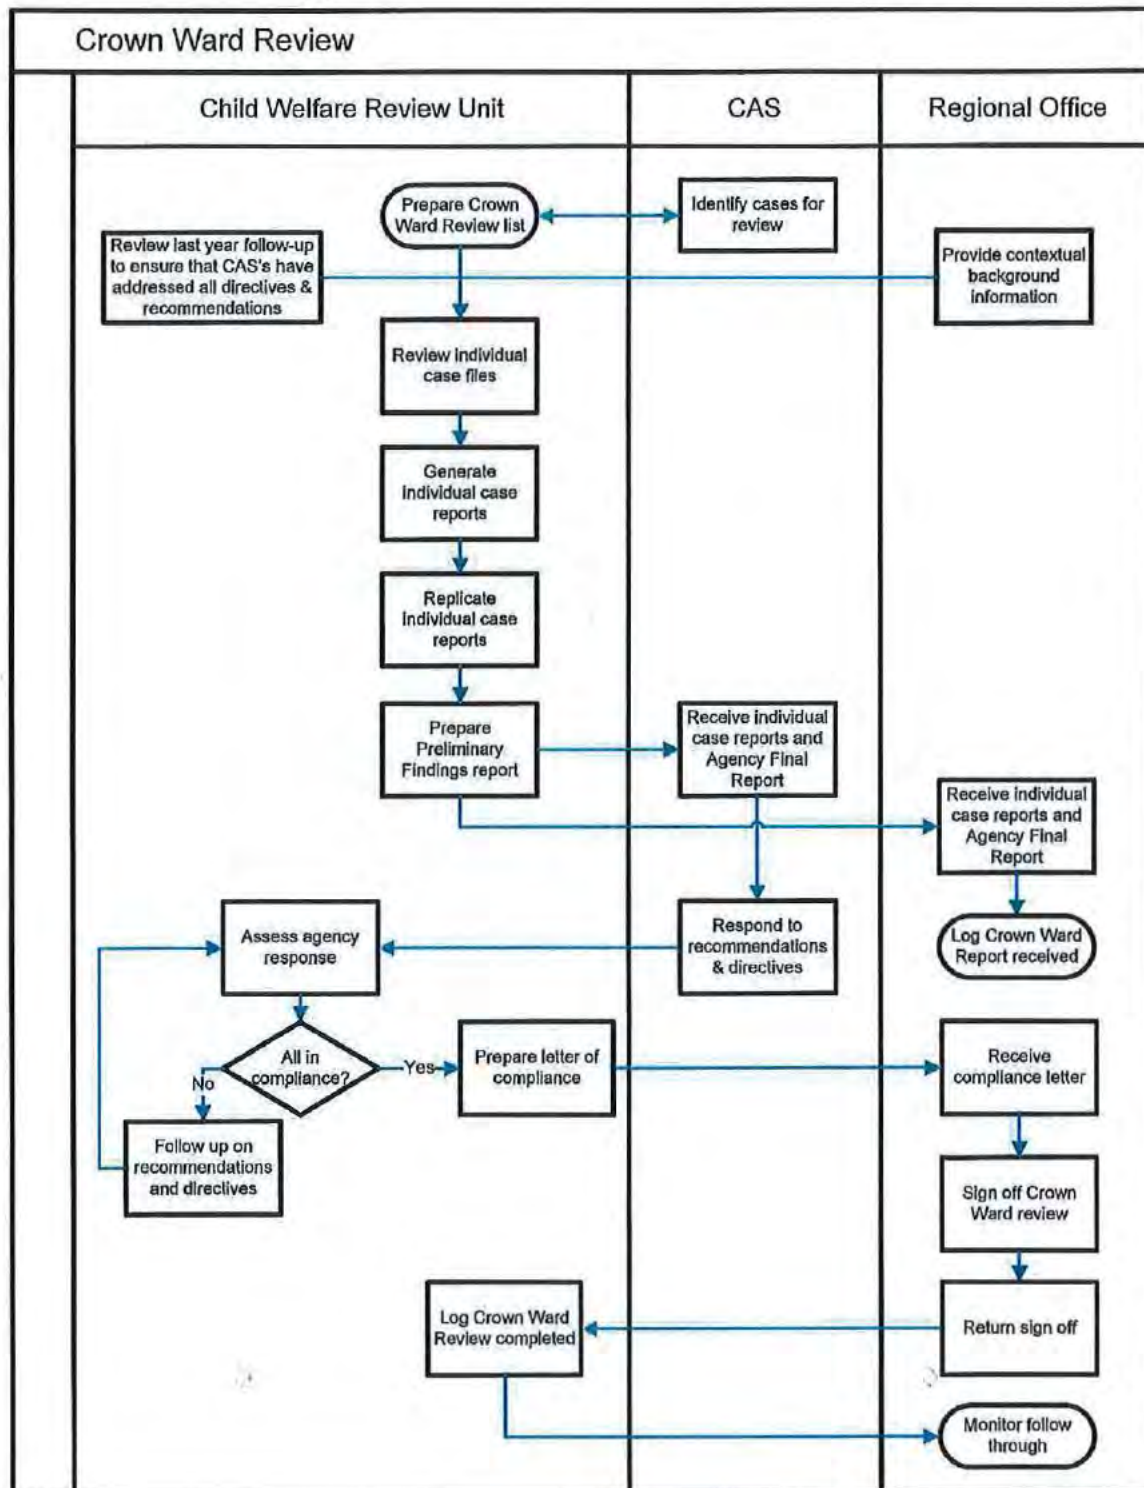 Crown Ward Review
Child Welfare Review Unit
CAS
Regional Office
Prepare Crown
Ward Review list
Identify cases for
review
Review last year follow-up
to ensure that CAS's have
addressed all directives &
recommendations
Provide contextual
background
information
Review individual
case files
Generate
individual case
reports
Replicate
individual case
reports
Prepare
Preliminary
Findings report
Receive individual
case reports and
Agency Final
Report
Receive individual
case reports and
Agency Final
Report
Assess agency
response
Respond to
recommendations
& directives
Log Crown Ward
Report received
All in
compliance?
No
Yes
Prepare letter of
compliance
Receive
compliance letter
Follow up on
recommendations
and directives
Sign off Crown
Ward review
Log Crown Ward
Review completed
Return sign off
Monitor follow
through